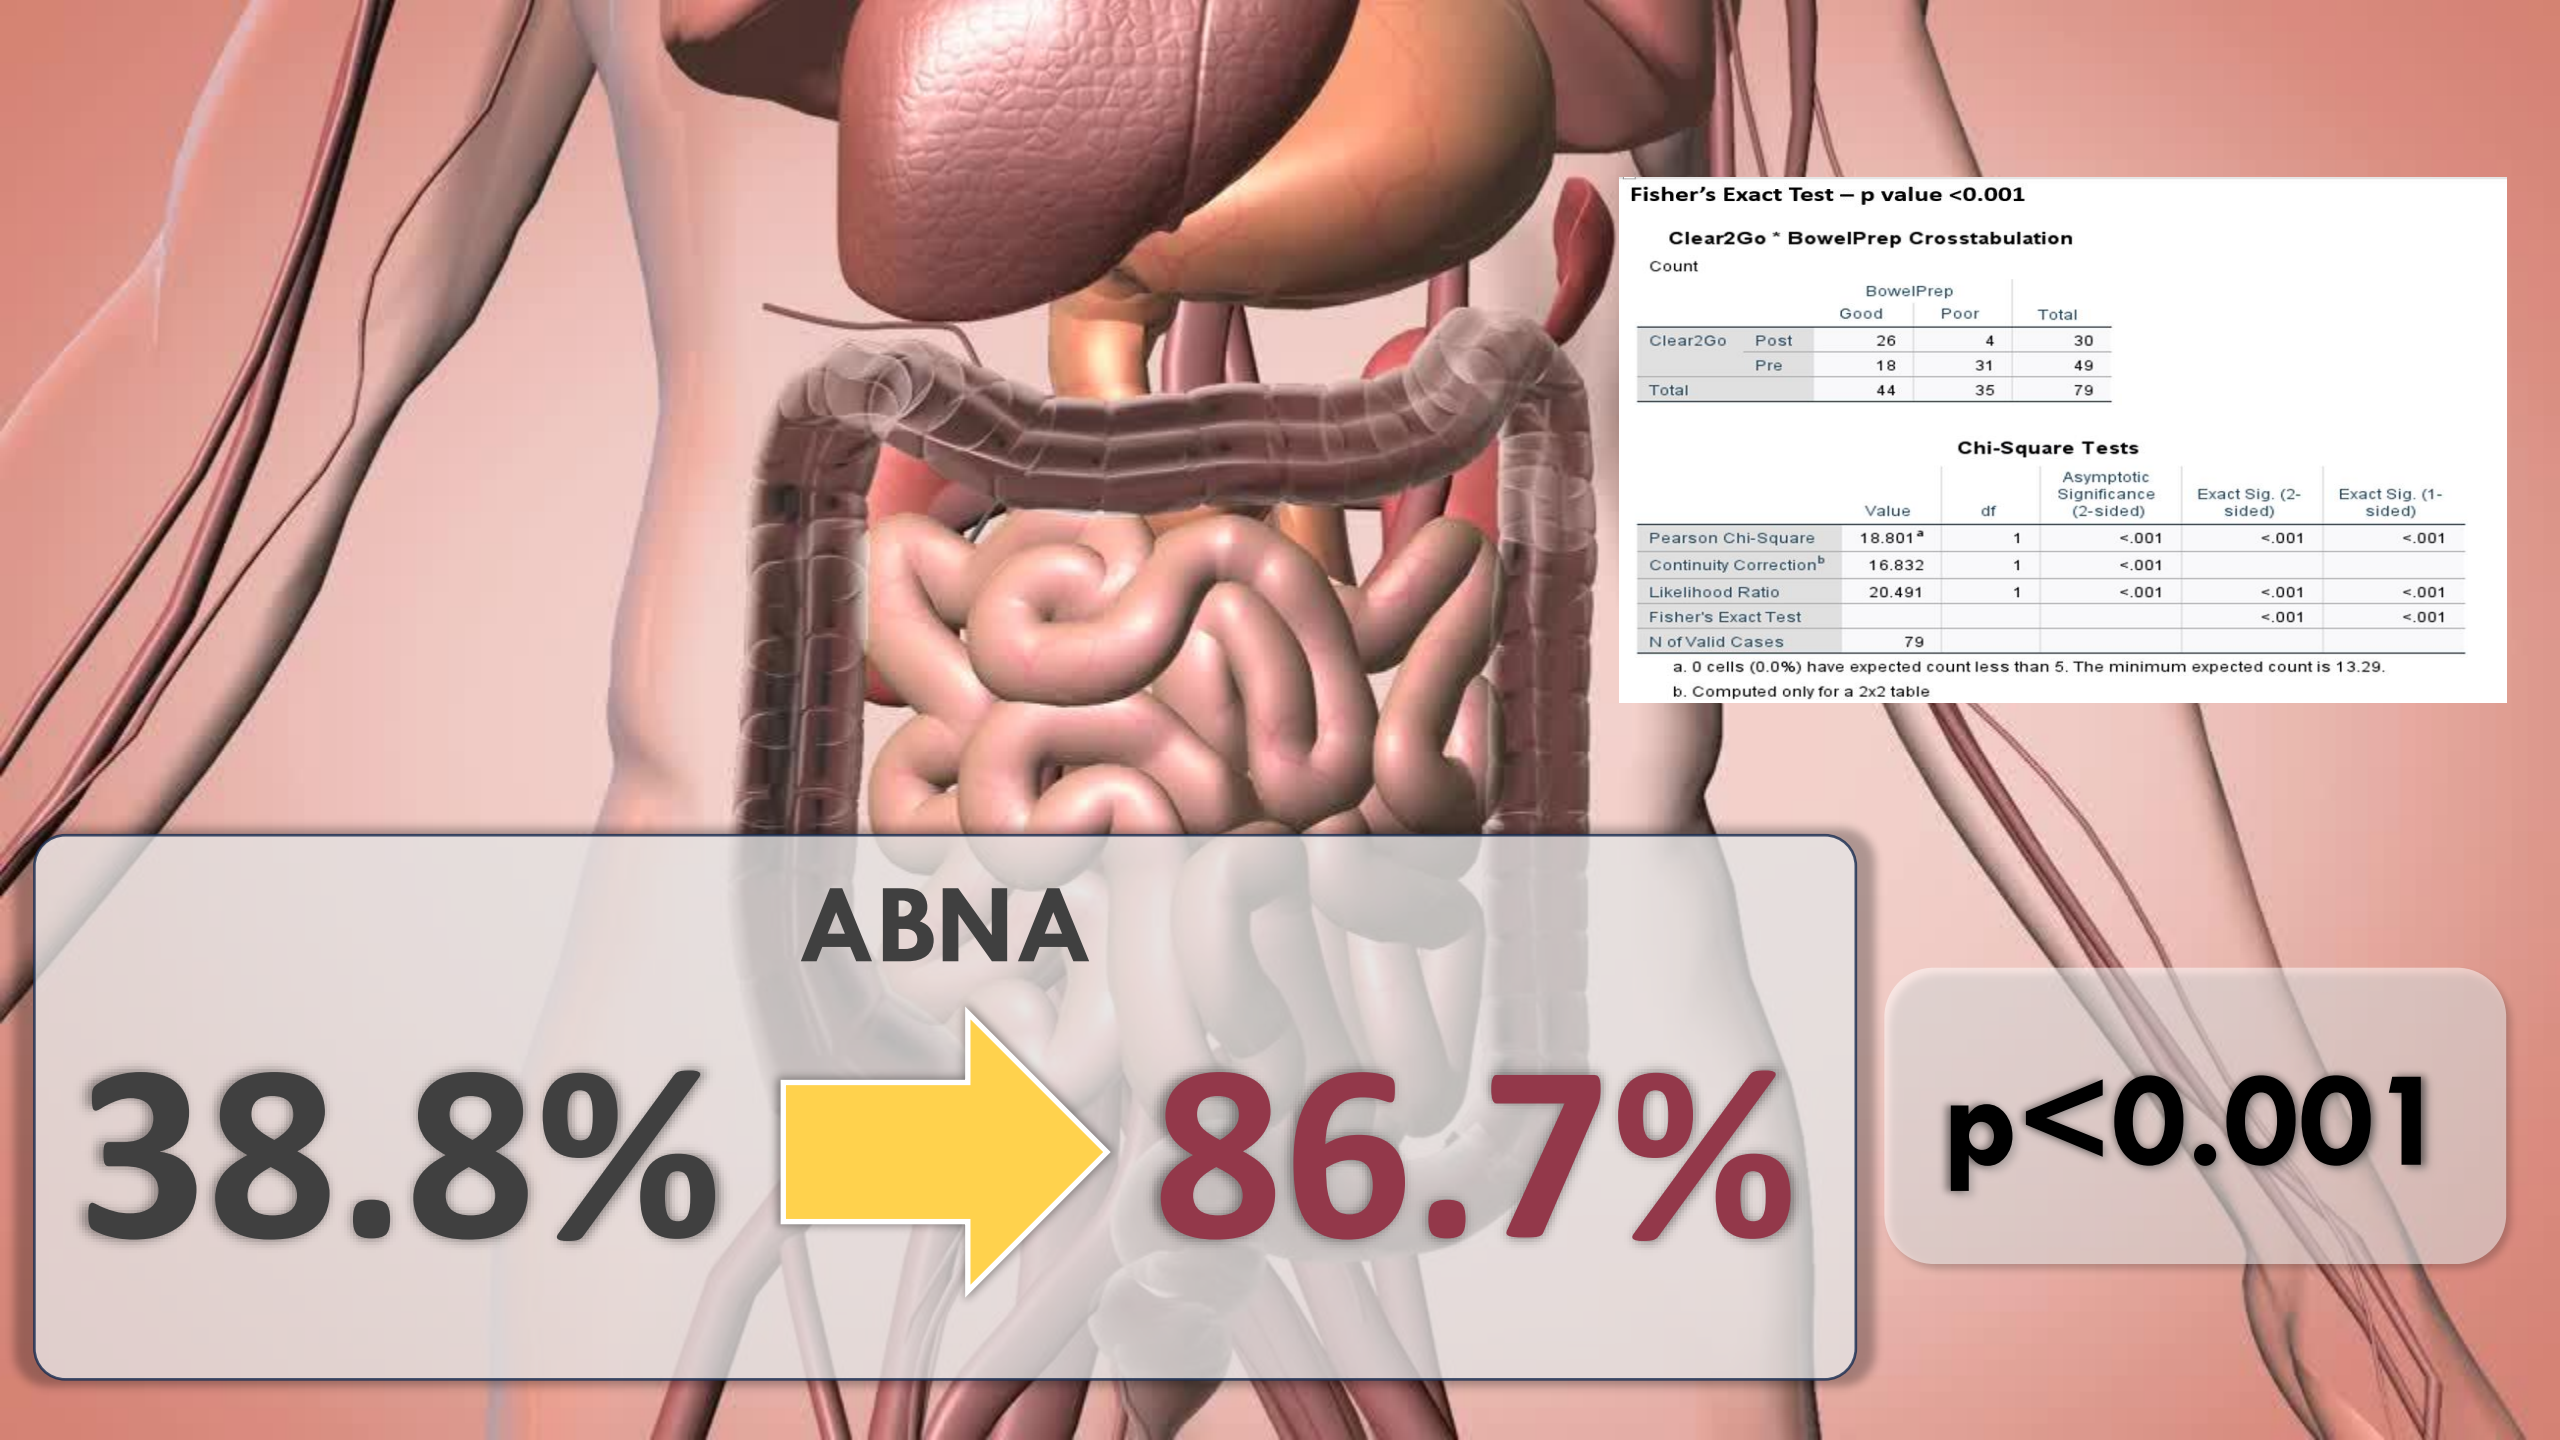 Fisher’s Exact Test – p value <0.001
Clear2Go * BowelPrep Crosstabulation
Count
BowelPrep
Good Poor Total
Clear2Go Post 26 4 30
Pre 18 31 49
Total 44 35 79
Chi-Square Tests
Asymptotic
Significance Exact Sig. (2- Exact Sig. (1-
Value df (2-sided) sided) sided)
Pearson Chi-Square 18.801ᵃ 1 <.001 <.001 <.001
Continuity Correctionᵇ 16.832 1 <.001
Likelihood Ratio 20.491 1 <.001 <.001 <.001
Fisher's Exact Test <.001 <.001
N of Valid Cases 79
a. 0 cells (0.0%) have expected count less than 5. The minimum expected count is 13.29.
b. Computed only for a 2x2 table
ABNA
38.8% 86.7%
p<0.001